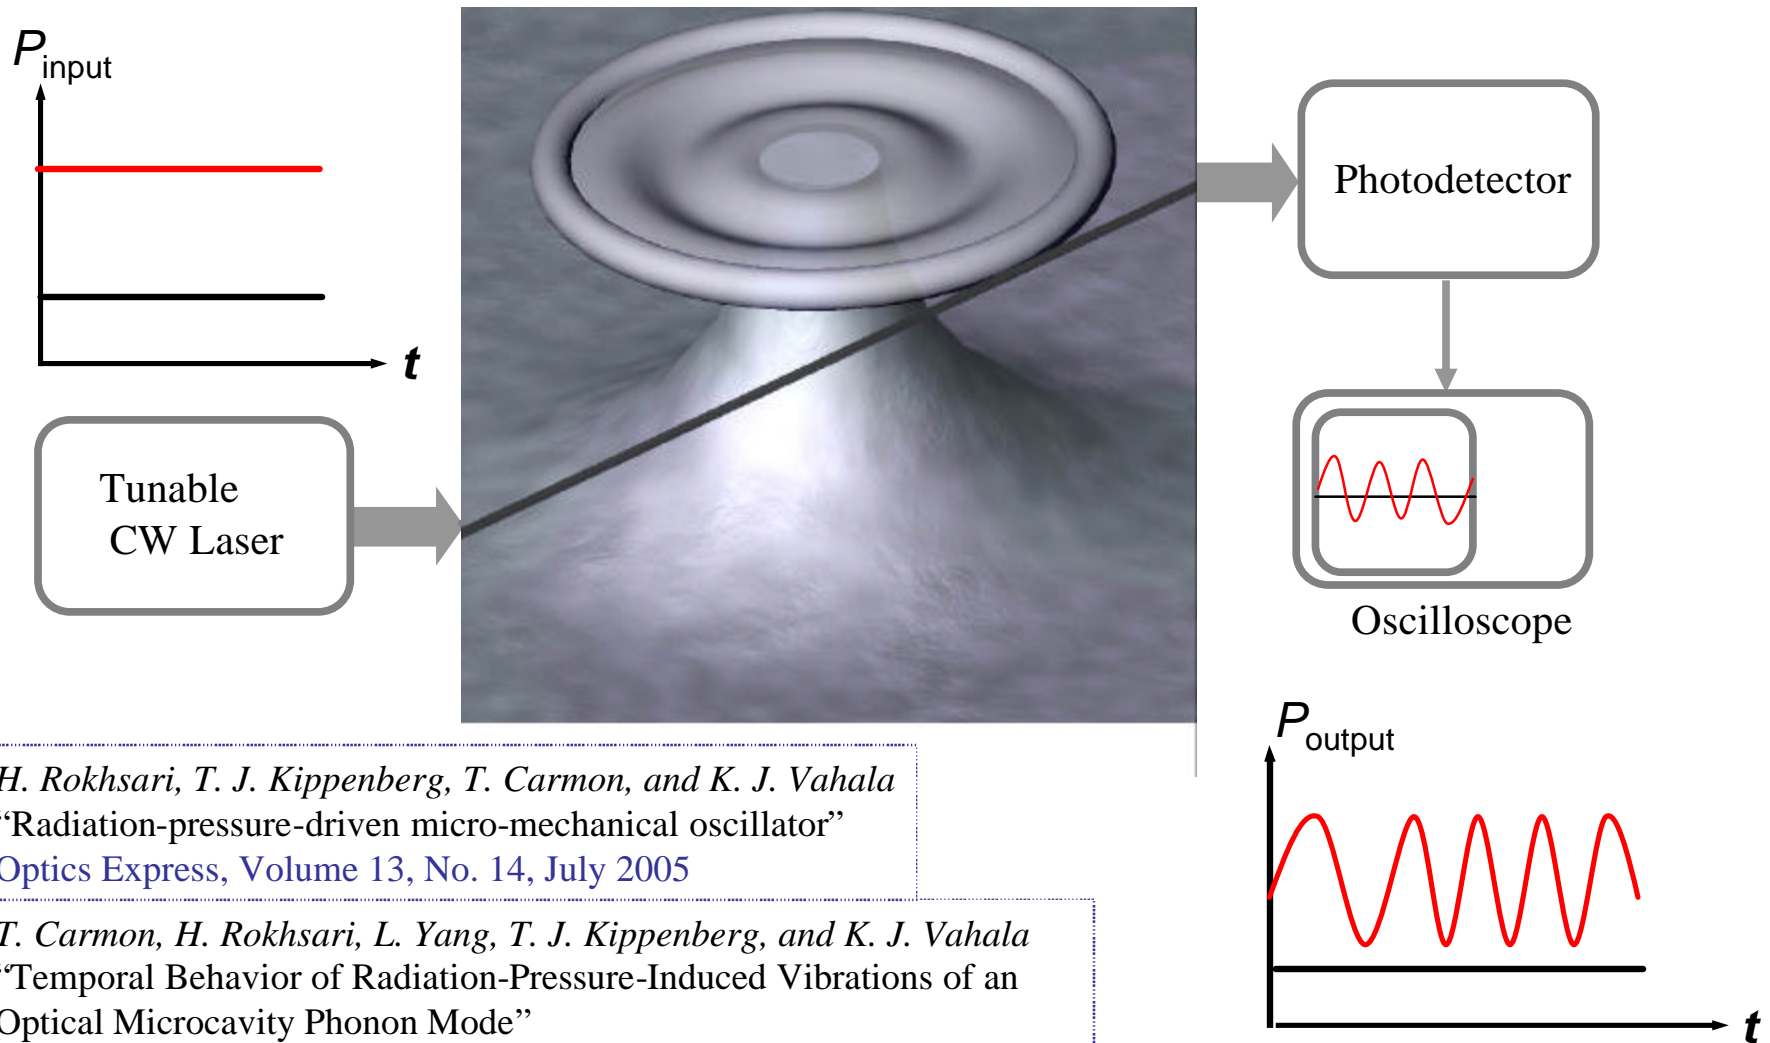 P input
t
Tunable
CW Laser
Photodetector
Oscilloscope
P output
t
H. Rokhsari, T. J. Kippenberg, T. Carmon, and K. J. Vahala
“Radiation-pressure-driven micro-mechanical oscillator”
Optics Express, Volume 13, No. 14, July 2005
T. Carmon, H. Rokhsari, L. Yang, T. J. Kippenberg, and K. J. Vahala
“Temporal Behavior of Radiation-Pressure-Induced Vibrations of an
Optical Microcavity Phonon Mode”